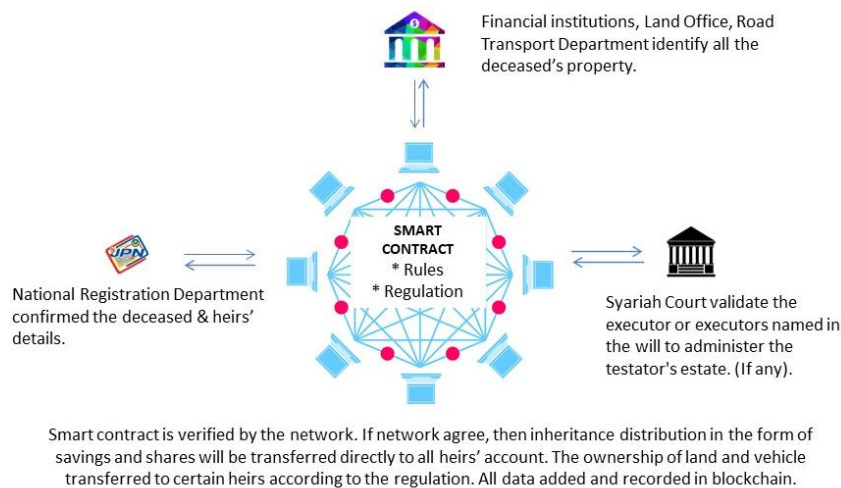 Financial institutions, Land Office, Road
Transport Department identify all the
deceased's property.
SMART
CONTRACT
* Rules
* Regulation
JPN
National Registration Department
confirmed the deceased & heirs'
details.
Syariah Court validate the
executor or executors named in
the will to administer the
testator's estate. (If any).
Smart contract is verified by the network. If network agree, then inheritance distribution in the form of
savings and shares will be transferred directly to all heirs' account. The ownership of land and vehicle
transferred to certain heirs according to the regulation. All data added and recorded in blockchain.